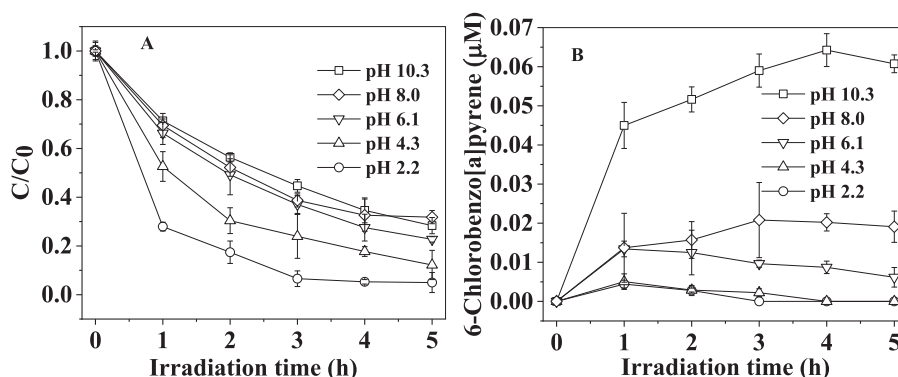 A
C/C0
1.0
0.8
0.6
0.4
0.2
0.0
pH 10.3
pH 8.0
pH 6.1
pH 4.3
pH 2.2
0 1 2 3 4 5
Irradiation time (h)
B
6-Chlorobenzo[a]pyrene (μM)
0.07
0.06
0.05
0.04
0.03
0.02
0.01
0.00
pH 10.3
pH 8.0
pH 6.1
pH 4.3
pH 2.2
0 1 2 3 4 5
Irradiation time (h)